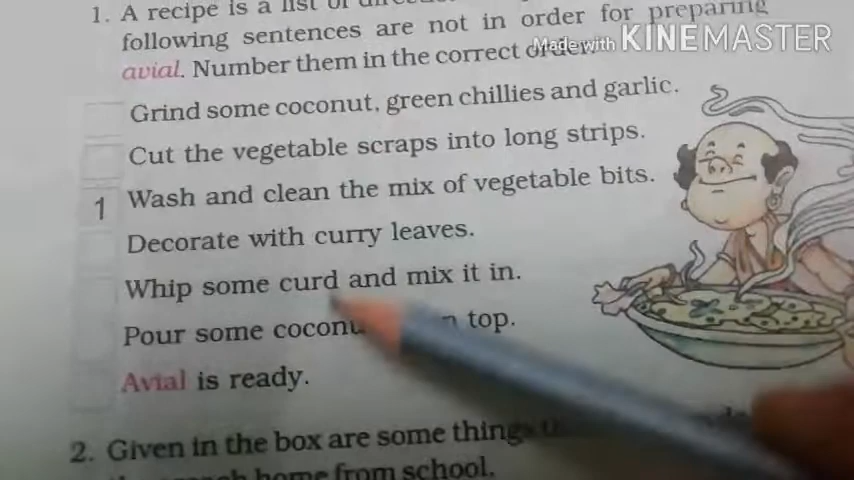 1. A recipe is a list of
following sentences are not in order for preparing
avial. Number them in the correct order.
Made with KINEMASTER
Grind some coconut, green chillies and garlic.
Cut the vegetable scraps into long strips.
1 Wash and clean the mix of vegetable bits.
Decorate with curry leaves.
Whip some curd and mix it in.
Pour some top.
Avial is ready.
2. Given in the box are some things
home from school.